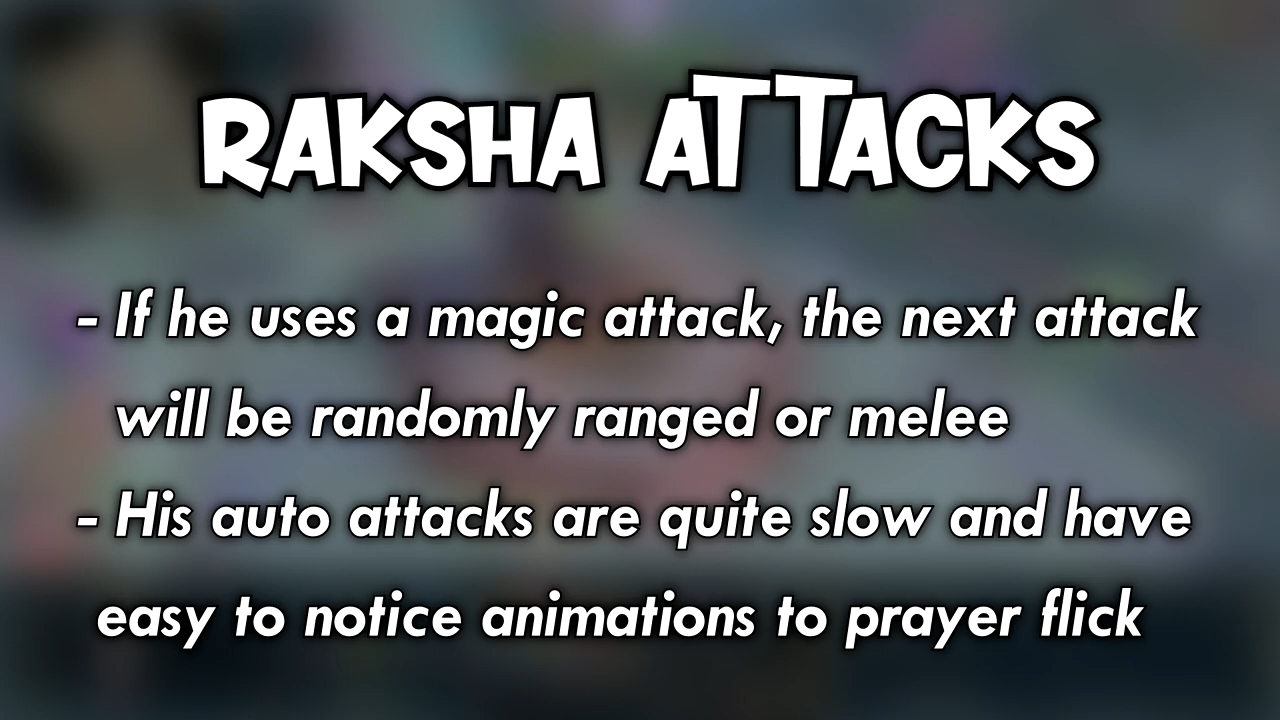 RAKSHA ATTACKS
- If he uses a magic attack, the next attack
will be randomly ranged or melee
- His auto attacks are quite slow and have
easy to notice animations to prayer flick